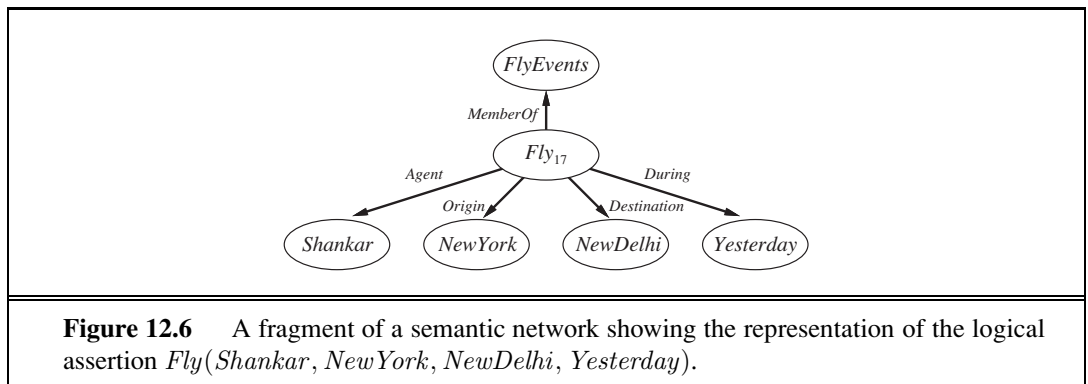 FlyEvents
MemberOf
Fly₁₇
Agent
During
Origin
Destination
Shankar
NewYork
NewDelhi
Yesterday
Figure 12.6 A fragment of a semantic network showing the representation of the logical
assertion Fly(Shankar, NewYork, NewDelhi, Yesterday).